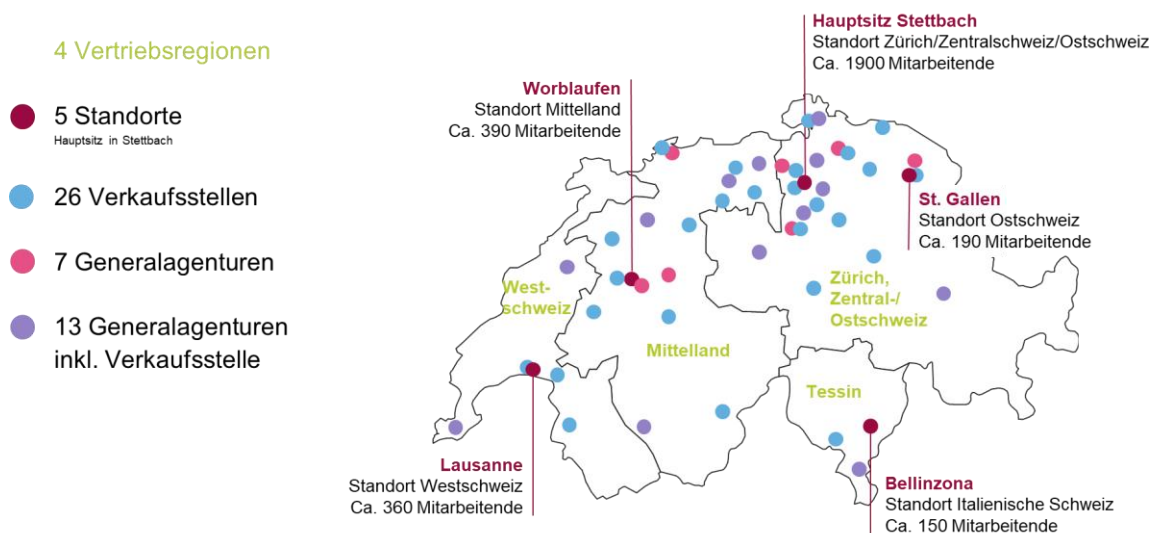 4 Vertriebsregionen
5 Standorte
Hauptsitz in Stettbach
26 Verkaufsstellen
7 Generalagenturen
13 Generalagenturen
inkl. Verkaufsstelle
Hauptsitz Stettbach
Standort Zürich/Zentralschweiz/Ostschweiz
Ca. 1900 Mitarbeitende
Worblaufen
Standort Mittelland
Ca. 390 Mitarbeitende
St. Gallen
Standort Ostschweiz
Ca. 190 Mitarbeitende
West-
schweiz
Zürich,
Zentral-/
Ostschweiz
Mittelland
Tessin
Lausanne
Standort Westschweiz
Ca. 360 Mitarbeitende
Bellinzona
Standort Italienische Schweiz
Ca. 150 Mitarbeitende